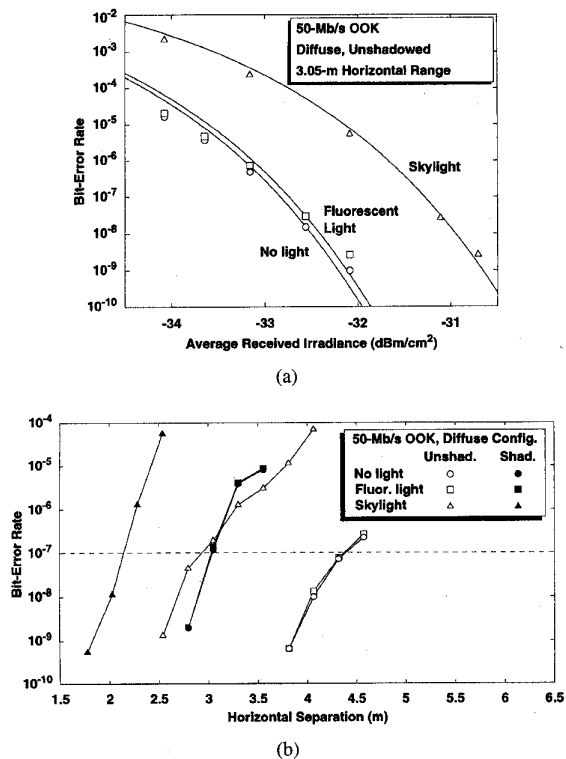 50-Mb/s OOK
Diffuse, Unshadowed
3.05-m Horizontal Range
10⁻²
10⁻³
10⁻⁴
10⁻⁵
10⁻⁶
10⁻⁷
10⁻⁸
10⁻⁹
10⁻¹⁰
Bit-Error Rate
Skylight
Fluorescent
Light
No light
-34 -33 -32 -31
Average Received Irradiance (dBm/cm²)
(a)
10⁻⁴
10⁻⁵
10⁻⁶
10⁻⁷
10⁻⁸
10⁻⁹
10⁻¹⁰
Bit-Error Rate
50-Mb/s OOK, Diffuse Config.
Unshad. Shad.
No light
Fluor. light
Skylight
1.5 2 2.5 3 3.5 4 4.5 5 5.5 6 6.5
Horizontal Separation (m)
(b)